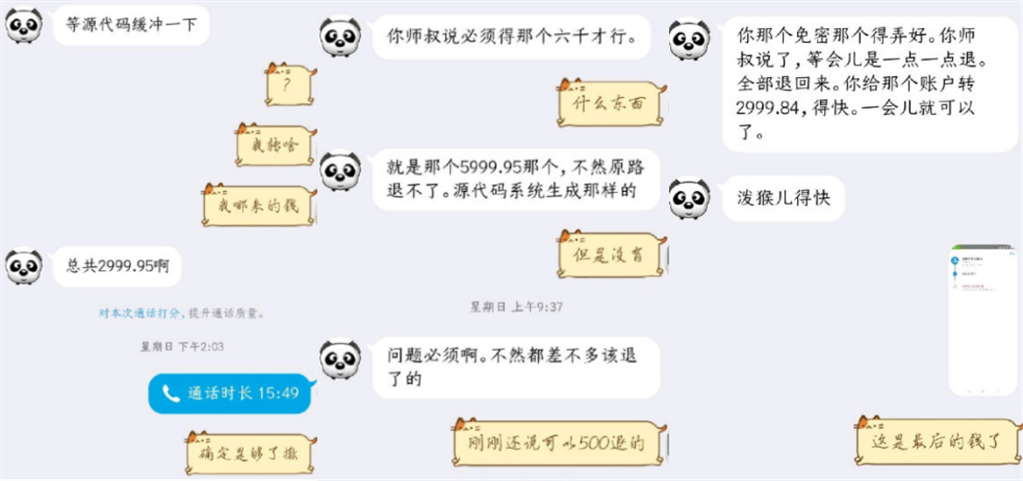 等源代码缓冲一下
?
我转啥
我哪来的钱
总共2999.95啊
对本次通话打分，提升通话质量。
星期日 下午2:03
通话时长 15:49
确定是够了撒
你师叔说必须得那个六千才行。
什么东西
就是那个5999.95那个，不然原路
退不了。源代码系统生成那样的
但是没有
星期日 上午9:37
问题必须啊。不然都差不多该退
了的
刚刚还说可以500退的
你那个免密那个得弄好。你师
叔说了，等会儿是一点一点退。
全部退回来。你给那个账户转
2999.84，得快。一会儿就可以
了。
泼猴儿得快
这是最后的钱了